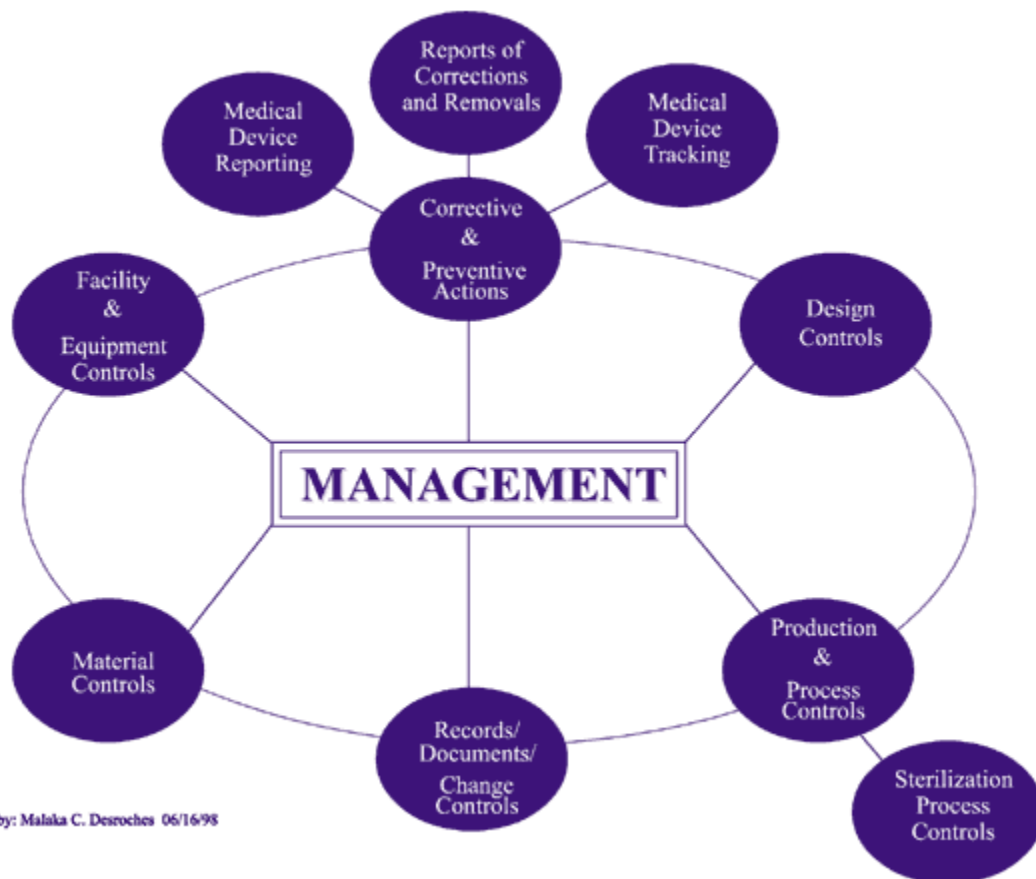 Reports of
Corrections
and Removals
Medical
Device
Reporting
Medical
Device
Tracking
Corrective
&
Preventive
Actions
Facility
&
Equipment
Controls
Design
Controls
MANAGEMENT
Material
Controls
Production
&
Process
Controls
Records/
Documents/
Change
Controls
Sterilization
Process
Controls
by: Malaka C. Desroches 06/16/98